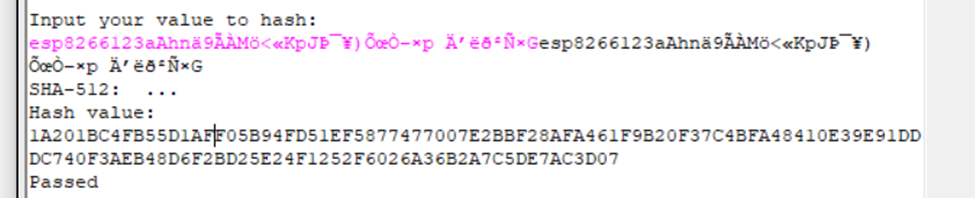 Input your value to hash:
esp8266123aAhnä9ÃÀMö<«KpJÞ¯¥)ÕœÒ–×p Ä’ëð²Ñ×Gesp8266123aAhnä9ÃÀMö<«KpJÞ¯¥)
ÕœÒ–×p Ä’ëð²Ñ×G
SHA-512:  ...
Hash value:
1A201BC4FB55D1AFF05B94FD51EF5877477007E2BBF28AFA461F9B20F37C4BFA48410E39E91DD
DC740F3AEB48D6F2BD25E24F1252F6026A36B2A7C5DE7AC3D07
Passed